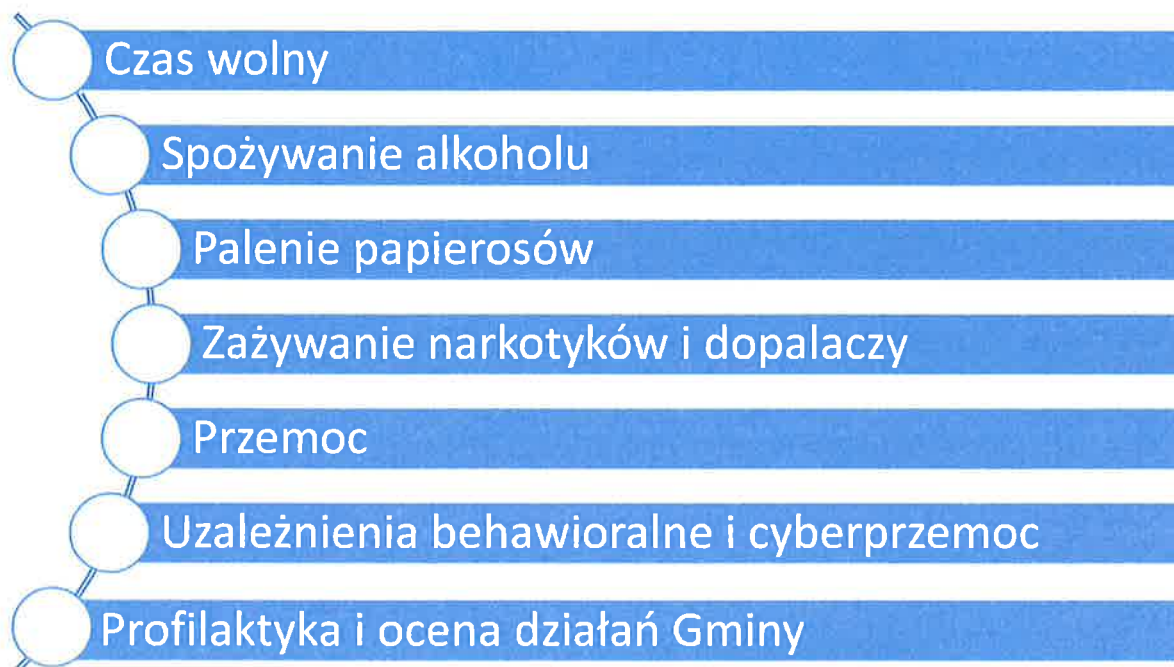 Czas wolny
Spożywanie alkoholu
Palenie papierosów
Zażywanie narkotyków i dopalaczy
Przemoc
Uzależnienia behawioralne i cyberprzemoc
Profilaktyka i ocena działań Gminy